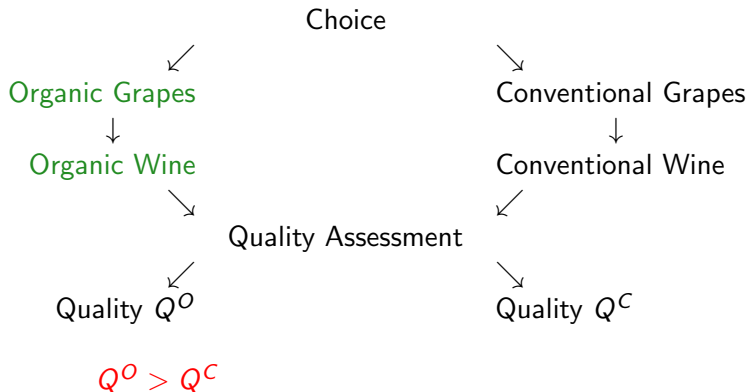 Choice
↙ ↘
Organic Grapes Conventional Grapes
↓ ↓
Organic Wine Conventional Wine
↘ ↙
Quality Assessment
↙ ↘
Quality Q^O Quality Q^C
Q^O > Q^C